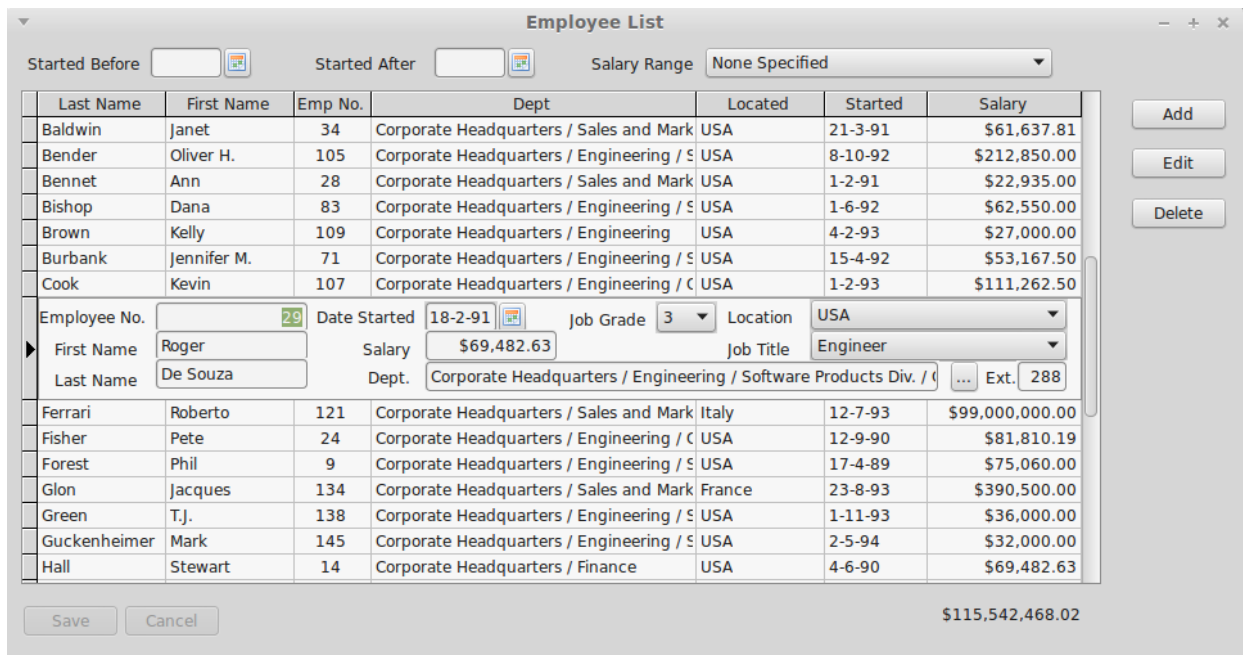 Employee List
Started Before Started After Salary Range None Specified
Last Name First Name Emp No. Dept Located Started Salary
Baldwin Janet 34 Corporate Headquarters / Sales and Mark USA 21-3-91 $61,637.81
Add
Bender Oliver H. 105 Corporate Headquarters / Engineering / S USA 8-10-92 $212,850.00
Edit
Bennet Ann 28 Corporate Headquarters / Sales and Mark USA 1-2-91 $22,935.00
Bishop Dana 83 Corporate Headquarters / Engineering / S USA 1-6-92 $62,550.00
Delete
Brown Kelly 109 Corporate Headquarters / Engineering USA 4-2-93 $27,000.00
Burbank Jennifer M. 71 Corporate Headquarters / Engineering / S USA 15-4-92 $53,167.50
Cook Kevin 107 Corporate Headquarters / Engineering / C USA 1-2-93 $111,262.50
Employee No. 29 Date Started 18-2-91 Job Grade 3 Location USA
First Name Roger Salary $69,482.63 Job Title Engineer
Last Name De Souza Dept. Corporate Headquarters / Engineering / Software Products Div. / ... Ext. 288
Ferrari Roberto 121 Corporate Headquarters / Sales and Mark Italy 12-7-93 $99,000,000.00
Fisher Pete 24 Corporate Headquarters / Engineering / C USA 12-9-90 $81,810.19
Forest Phil 9 Corporate Headquarters / Engineering / S USA 17-4-89 $75,060.00
Glon Jacques 134 Corporate Headquarters / Sales and Mark France 23-8-93 $390,500.00
Green T.J. 138 Corporate Headquarters / Engineering / S USA 1-11-93 $36,000.00
Guckenheimer Mark 145 Corporate Headquarters / Engineering / S USA 2-5-94 $32,000.00
Hall Stewart 14 Corporate Headquarters / Finance USA 4-6-90 $69,482.63
Save Cancel $115,542,468.02